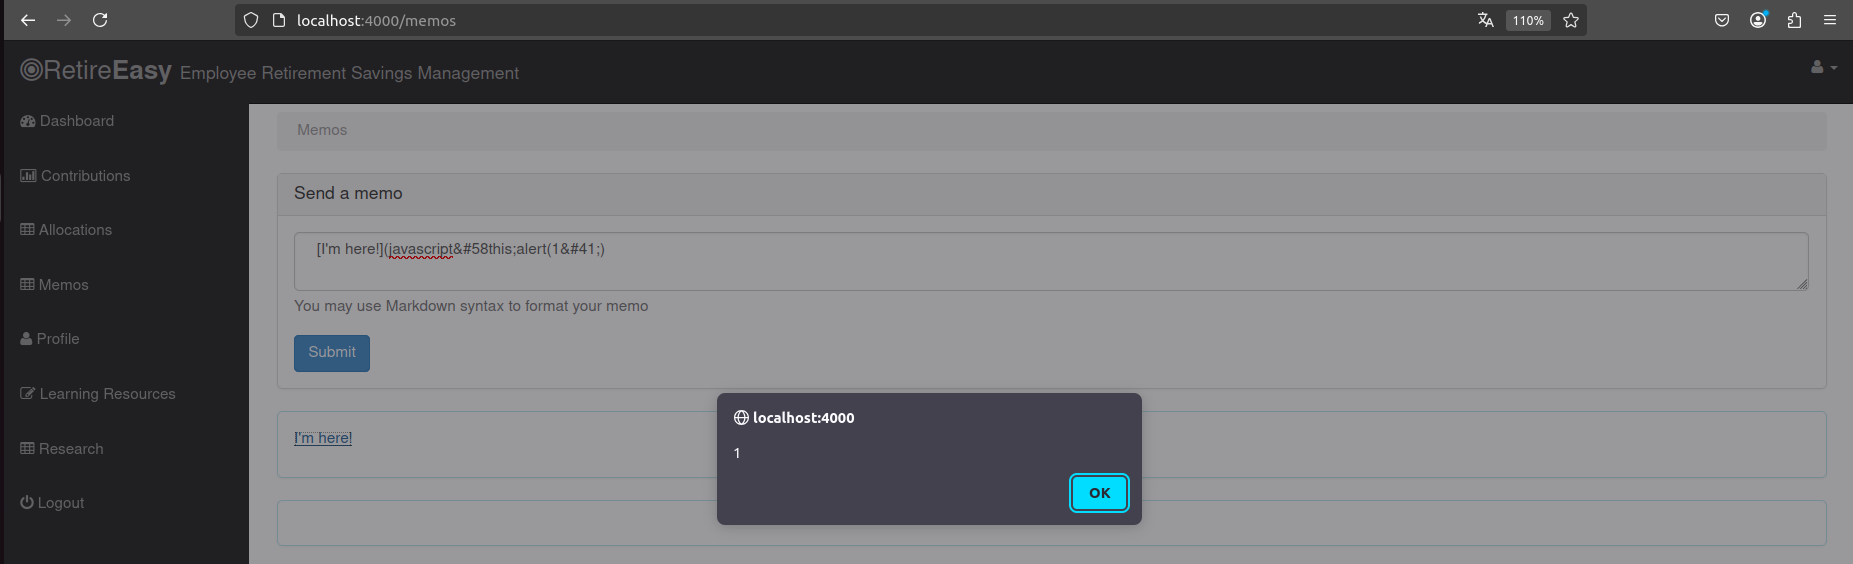 localhost:4000/memos
110%
RetireEasy Employee Retirement Savings Management
Dashboard
Contributions
Allocations
Memos
Profile
Learning Resources
Research
Logout
Memos
Send a memo
[I'm here!](javascript&#58this;alert(1&#41;)
You may use Markdown syntax to format your memo
Submit
I'm here!
localhost:4000
1
OK